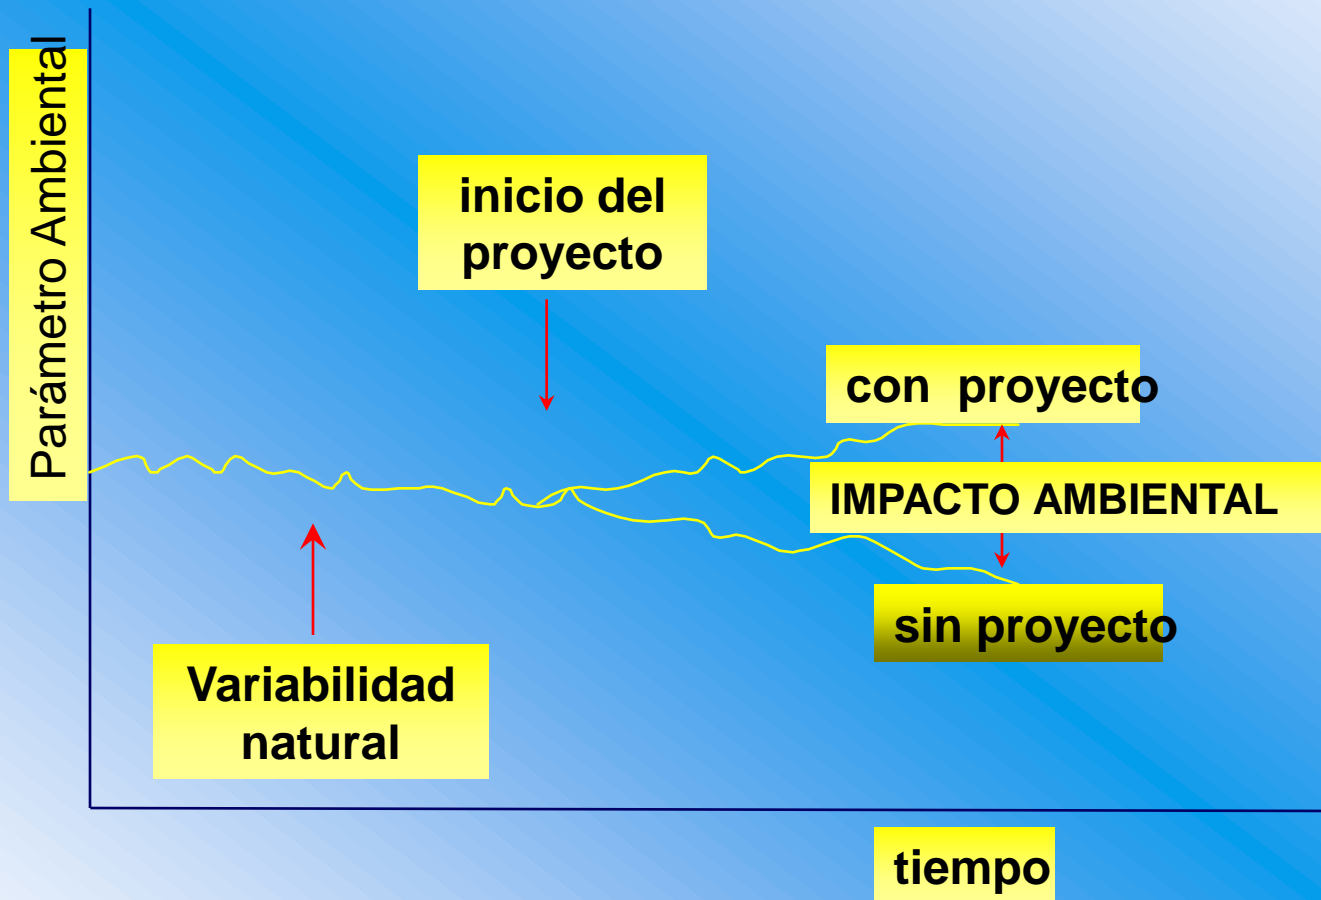 Parámetro Ambiental
inicio del
proyecto
con proyecto
IMPACTO AMBIENTAL
sin proyecto
Variabilidad
natural
tiempo